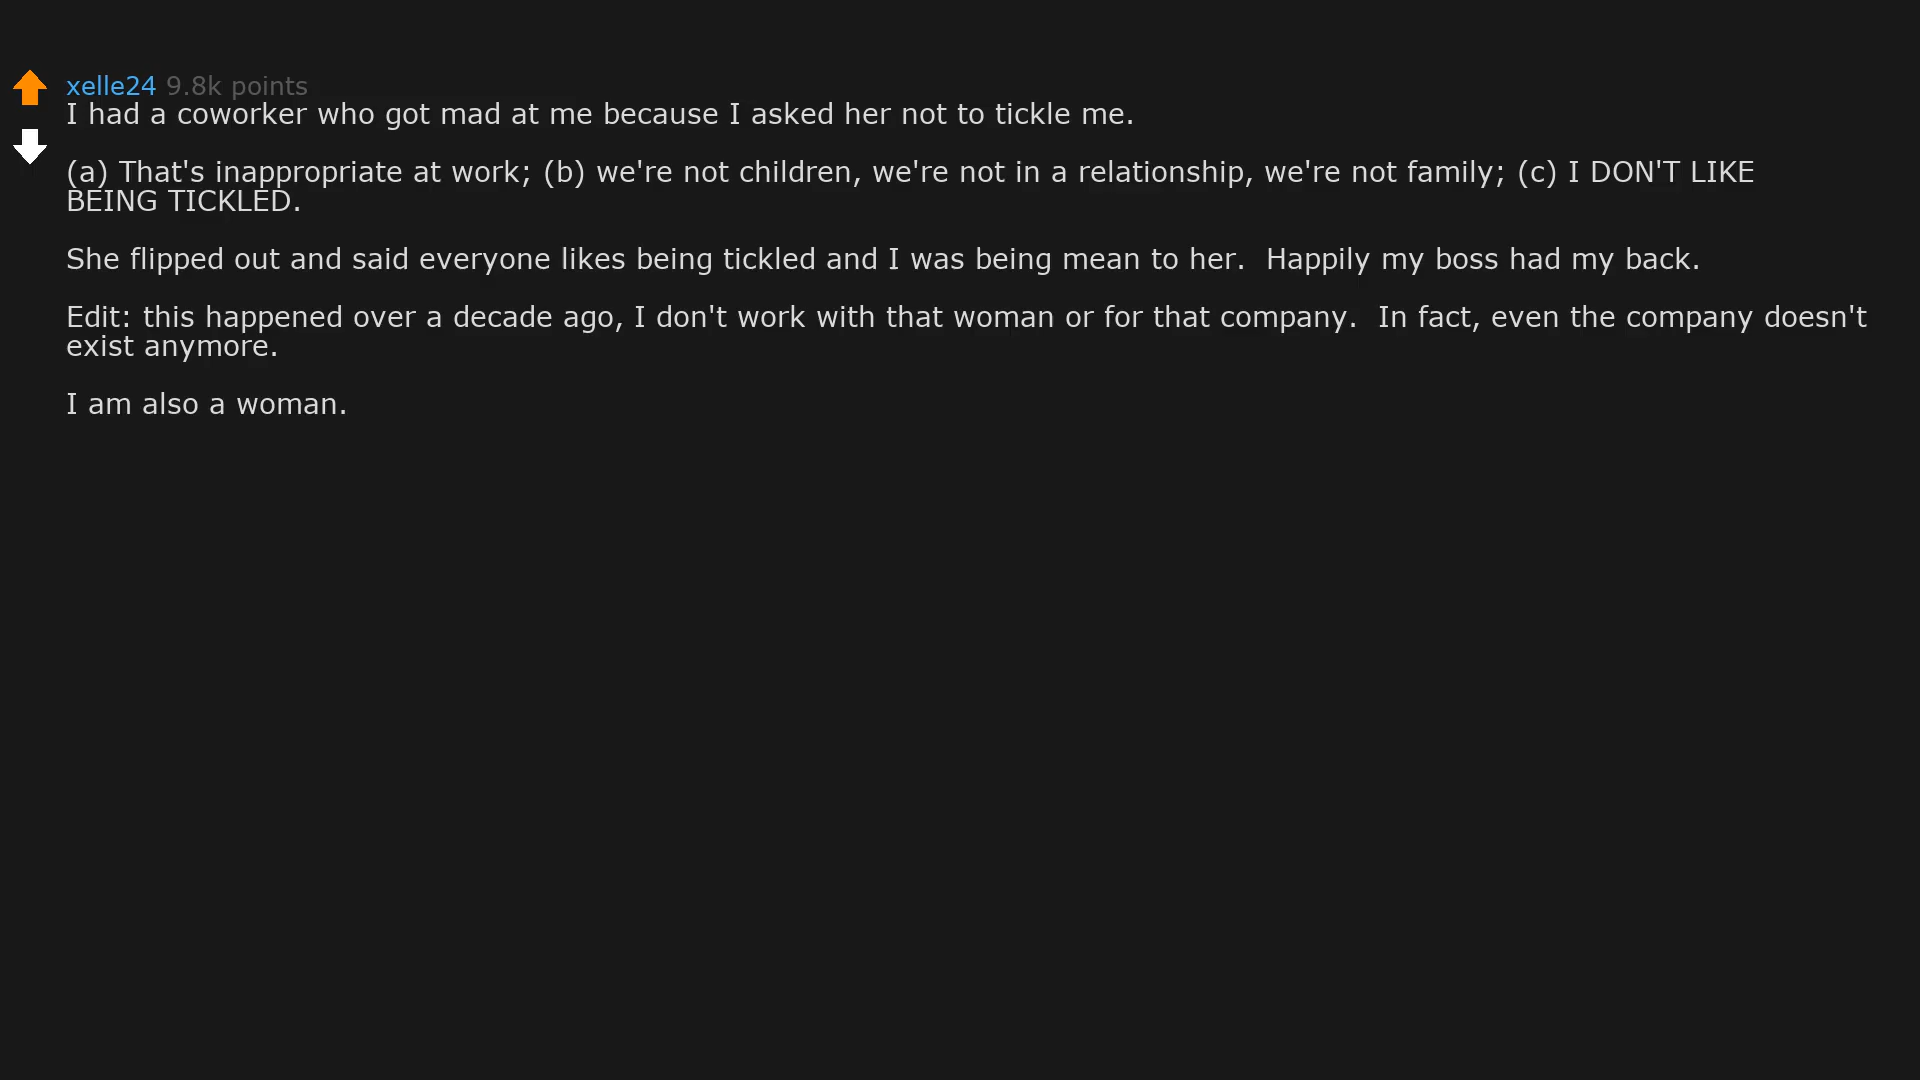 xelle24 9.8k points
I had a coworker who got mad at me because I asked her not to tickle me.
(a) That's inappropriate at work; (b) we're not children, we're not in a relationship, we're not family; (c) I DON'T LIKE
BEING TICKLED.
She flipped out and said everyone likes being tickled and I was being mean to her.  Happily my boss had my back.
Edit: this happened over a decade ago, I don't work with that woman or for that company.  In fact, even the company doesn't
exist anymore.
I am also a woman.